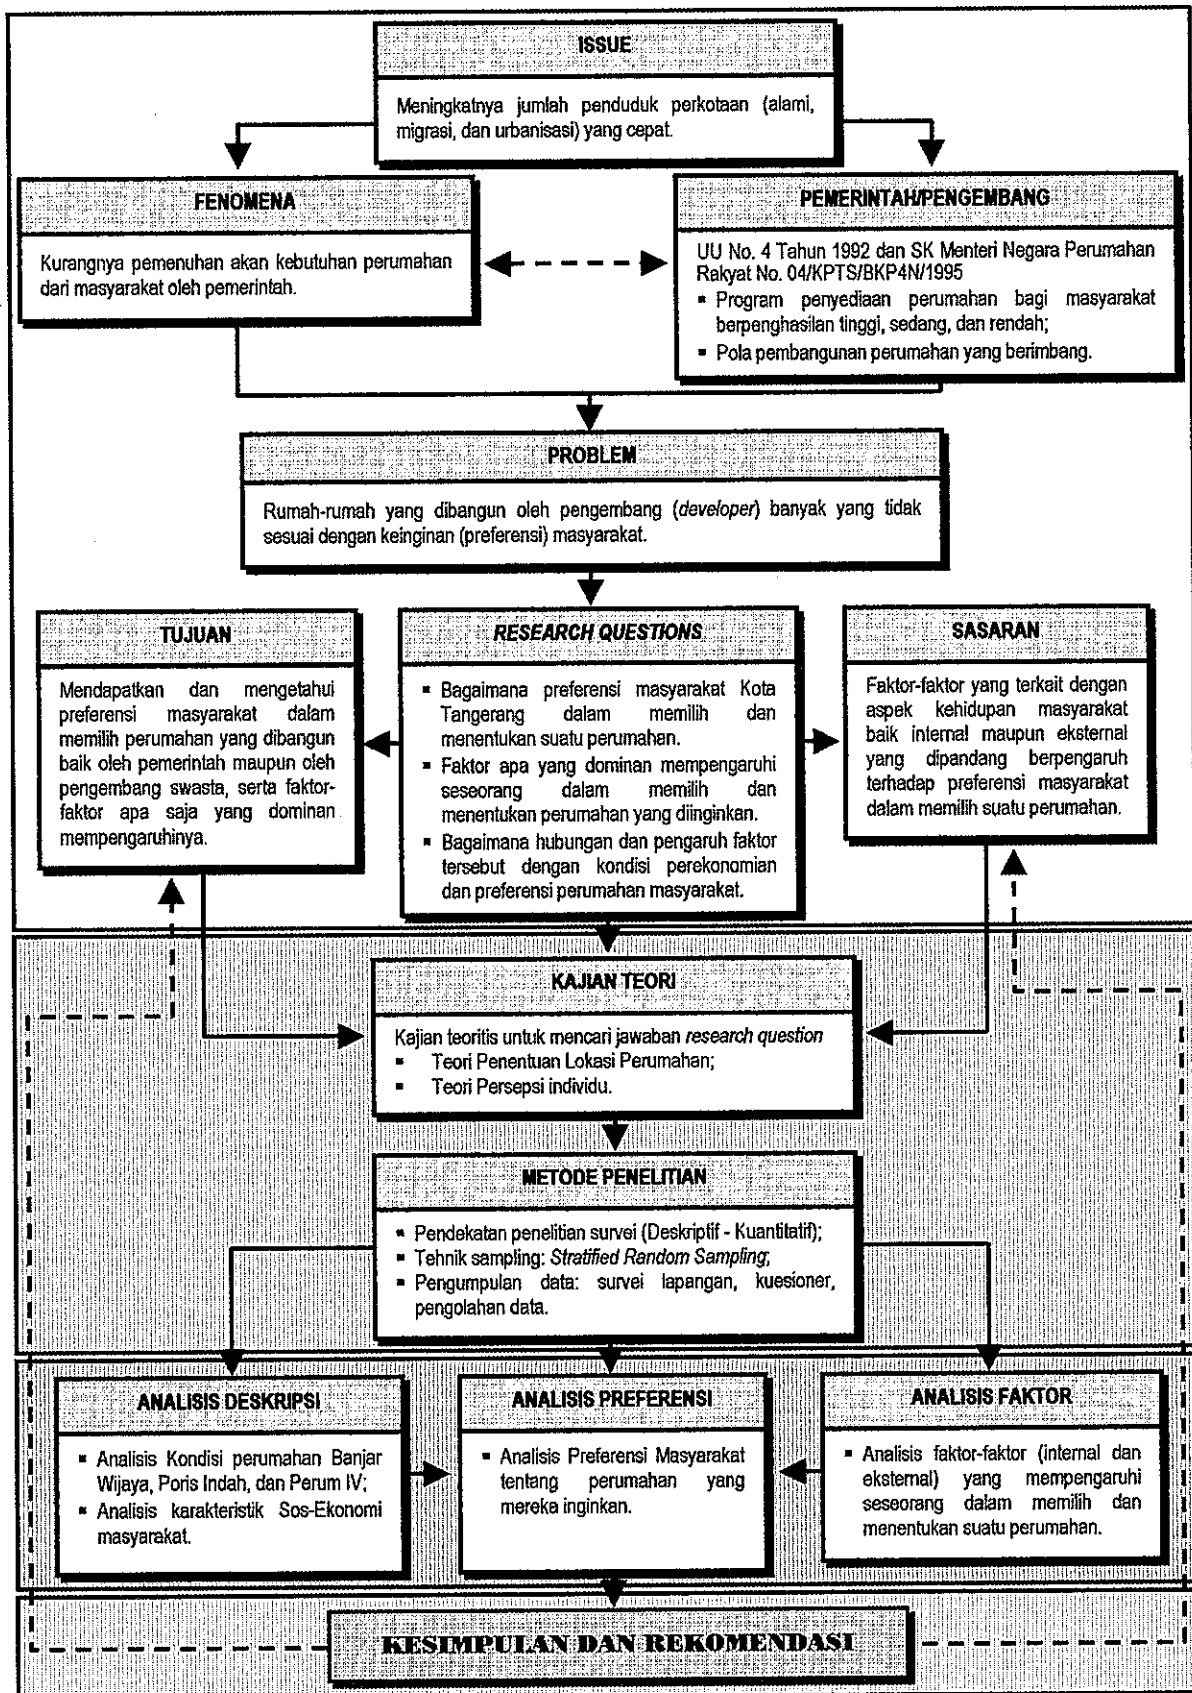 ISSUE
Meningkatnya jumlah penduduk perkotaan (alami,
migrasi, dan urbanisasi) yang cepat.
FENOMENA
Kurangnya pemenuhan akan kebutuhan perumahan
dari masyarakat oleh pemerintah.
PEMERINTAH/PENGEMBANG
UU No. 4 Tahun 1992 dan SK Menteri Negara Perumahan
Rakyat No. 04/KPTS/BKP4N/1995
▪ Program penyediaan perumahan bagi masyarakat
berpenghasilan tinggi, sedang, dan rendah;
▪ Pola pembangunan perumahan yang berimbang.
PROBLEM
Rumah-rumah yang dibangun oleh pengembang (developer) banyak yang tidak
sesuai dengan keinginan (preferensi) masyarakat.
TUJUAN
Mendapatkan dan mengetahui
preferensi masyarakat dalam
memilih perumahan yang dibangun
baik oleh pemerintah maupun oleh
pengembang swasta, serta faktor-
faktor apa saja yang dominan
mempengaruhinya.
RESEARCH QUESTIONS
▪ Bagaimana preferensi masyarakat Kota
Tangerang dalam memilih dan
menentukan suatu perumahan.
▪ Faktor apa yang dominan mempengaruhi
seseorang dalam memilih dan
menentukan perumahan yang diinginkan.
▪ Bagaimana hubungan dan pengaruh faktor
tersebut dengan kondisi perekonomian
dan preferensi perumahan masyarakat.
SASARAN
Faktor-faktor yang terkait dengan
aspek kehidupan masyarakat
baik internal maupun eksternal
yang dipandang berpengaruh
terhadap preferensi masyarakat
dalam memilih suatu perumahan.
KAJIAN TEORI
Kajian teoritis untuk mencari jawaban research question
▪ Teori Penentuan Lokasi Perumahan;
▪ Teori Persepsi individu.
METODE PENELITIAN
▪ Pendekatan penelitian survei (Deskriptif - Kuantitatif);
▪ Tehnik sampling: Stratified Random Sampling;
▪ Pengumpulan data: survei lapangan, kuesioner,
pengolahan data.
ANALISIS DESKRIPSI
▪ Analisis Kondisi perumahan Banjar
Wijaya, Poris Indah, dan Perum IV;
▪ Analisis karakteristik Sos-Ekonomi
masyarakat.
ANALISIS PREFERENSI
▪ Analisis Preferensi Masyarakat
tentang perumahan yang
mereka inginkan.
ANALISIS FAKTOR
▪ Analisis faktor-faktor (internal dan
eksternal) yang mempengaruhi
seseorang dalam memilih dan
menentukan suatu perumahan.
KESIMPULAN DAN REKOMENDASI